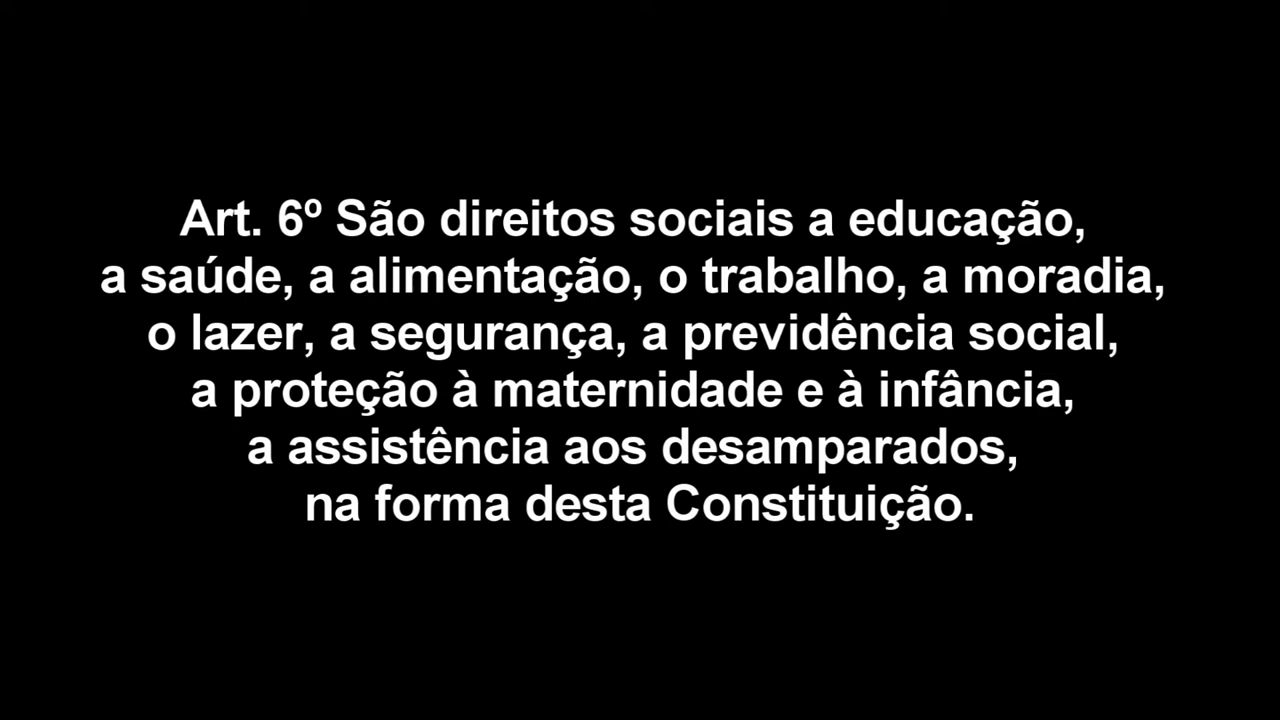 Art. 6º São direitos sociais a educação,
a saúde, a alimentação, o trabalho, a moradia,
o lazer, a segurança, a previdência social,
a proteção à maternidade e à infância,
a assistência aos desamparados,
na forma desta Constituição.